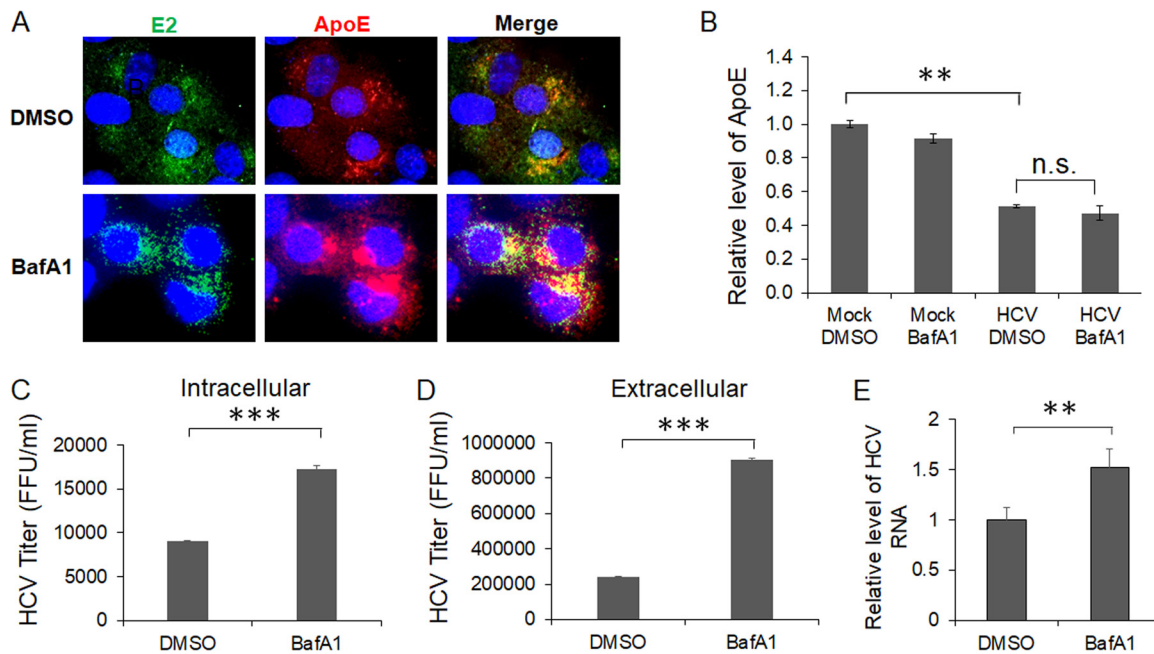 A
E2
ApoE
Merge
DMSO
B
BafA1
B
Relative level of ApoE
1.4
1.2
1.0
0.8
0.6
0.4
0.2
0.0
**
n.s.
Mock
DMSO
Mock
BafA1
HCV
DMSO
HCV
BafA1
C
Intracellular
***
HCV Titer (FFU/ml)
20000
15000
10000
5000
0
DMSO
BafA1
D
Extracellular
***
HCV Titer (FFU/ml)
1000000
800000
600000
400000
200000
0
DMSO
BafA1
E
**
Relative level of HCV
RNA
2
1.5
1
0.5
0
DMSO
BafA1